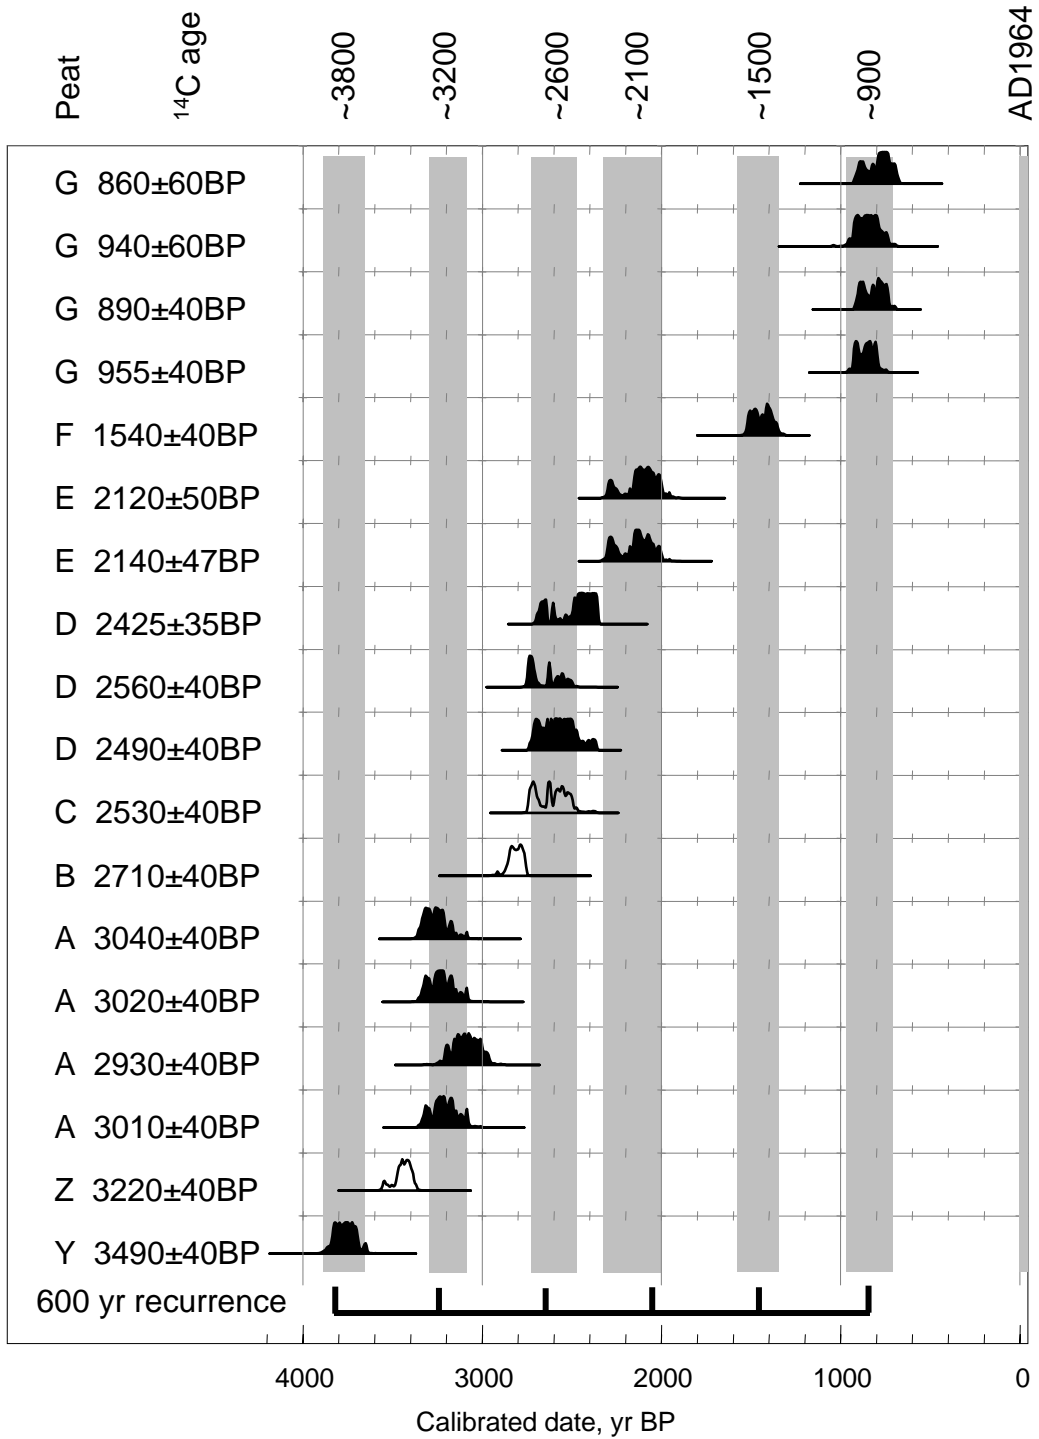 Peat ¹⁴C age ~3800 ~3200 ~2600 ~2100 ~1500 ~900 AD1964
G 860±60BP
G 940±60BP
G 890±40BP
G 955±40BP
F 1540±40BP
E 2120±50BP
E 2140±47BP
D 2425±35BP
D 2560±40BP
D 2490±40BP
C 2530±40BP
B 2710±40BP
A 3040±40BP
A 3020±40BP
A 2930±40BP
A 3010±40BP
Z 3220±40BP
Y 3490±40BP
600 yr recurrence
4000 3000 2000 1000 0
Calibrated date, yr BP